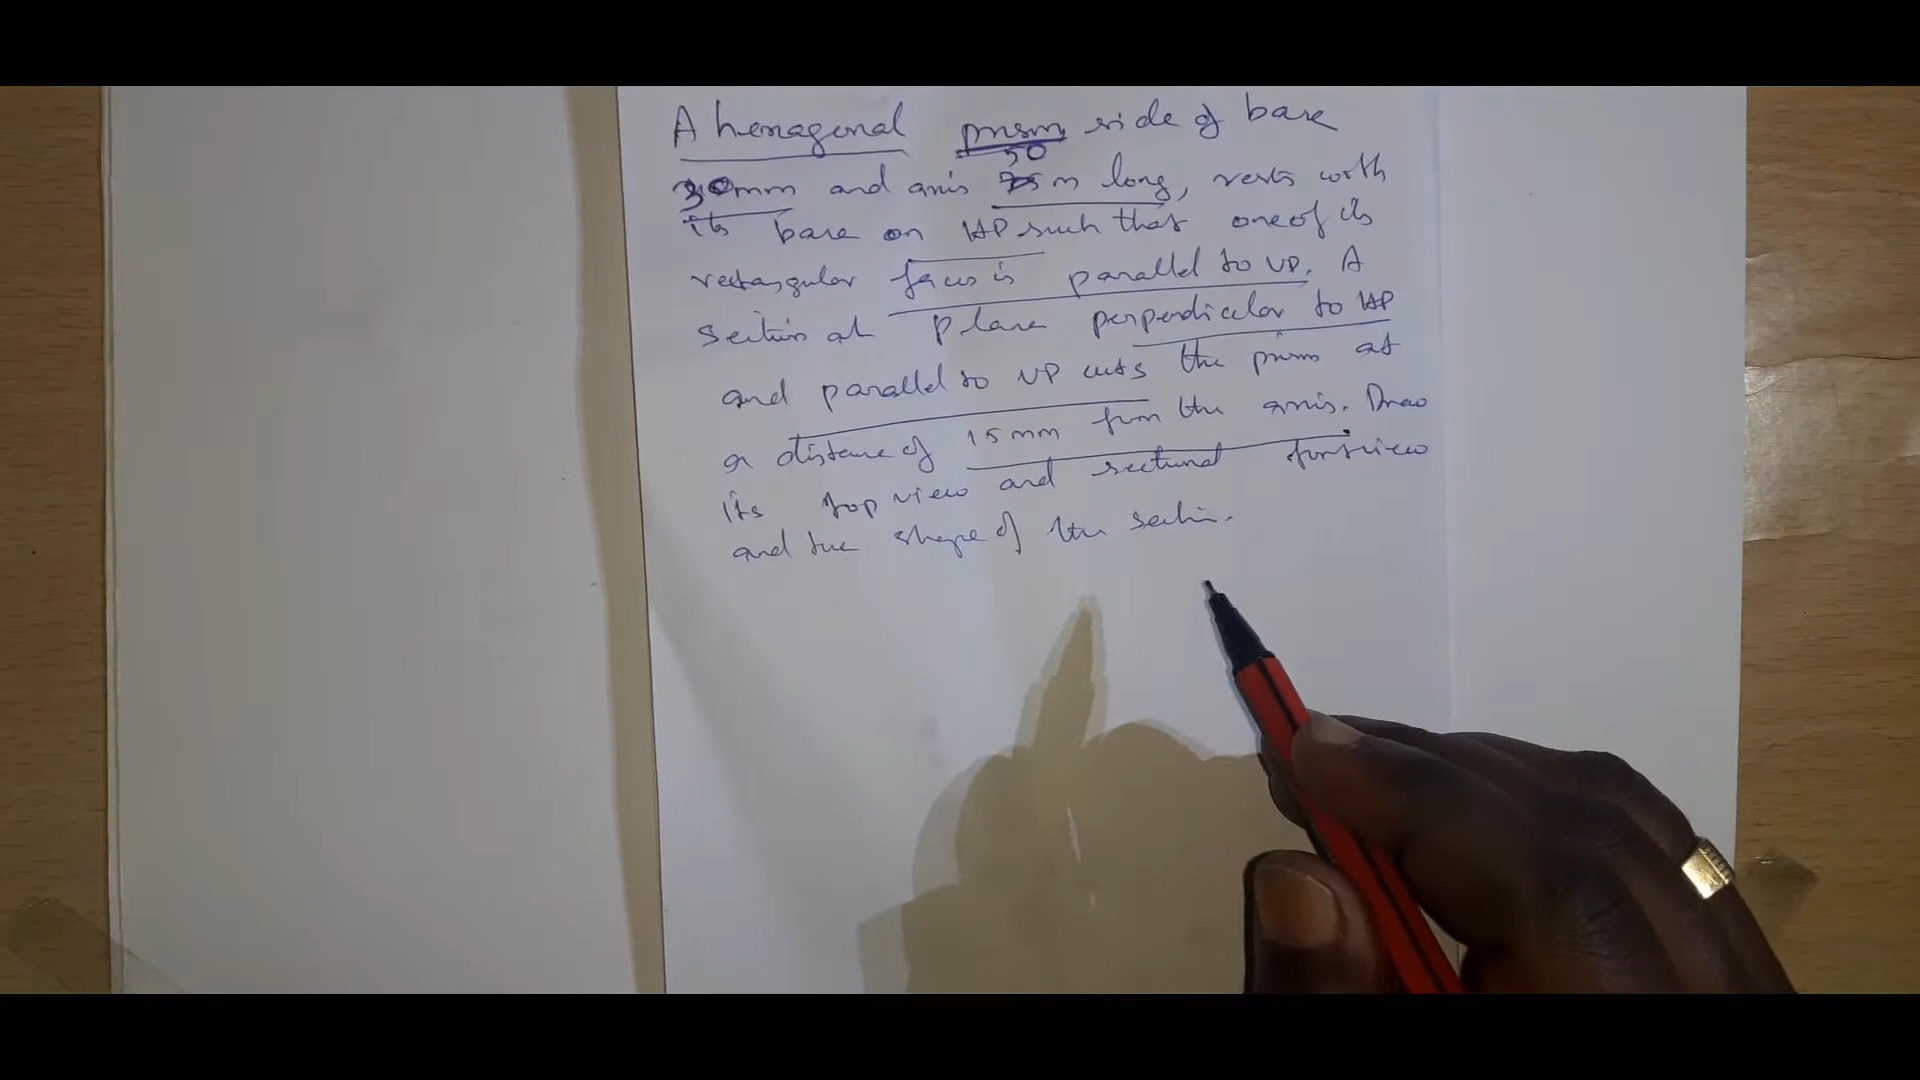 A hexagonal prism side of base
30mm and axis 50 m long, rests with
its base on HP such that one of its
rectangular faces is parallel to VP. A
section at plane perpendicular to HP
and parallel to VP cuts the prism at
a distance of 15mm from the axis. Draw
its top view and sectional front view
and the shape of the section.